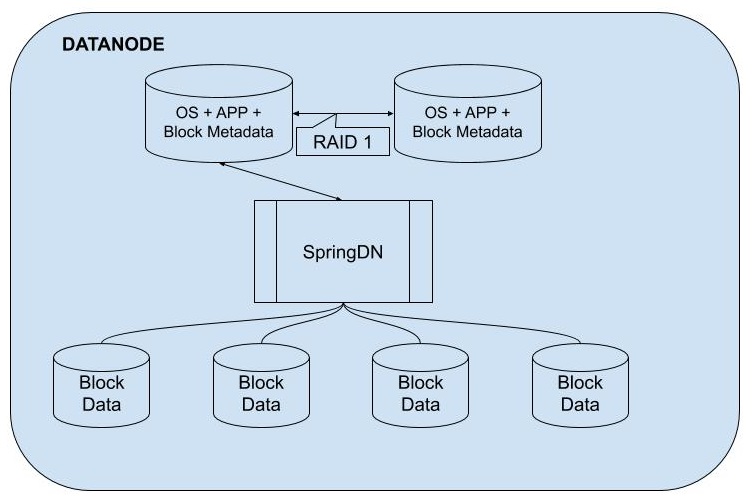 DATANODE
OS + APP +
Block Metadata
OS + APP +
Block Metadata
RAID 1
SpringDN
Block
Data
Block
Data
Block
Data
Block
Data